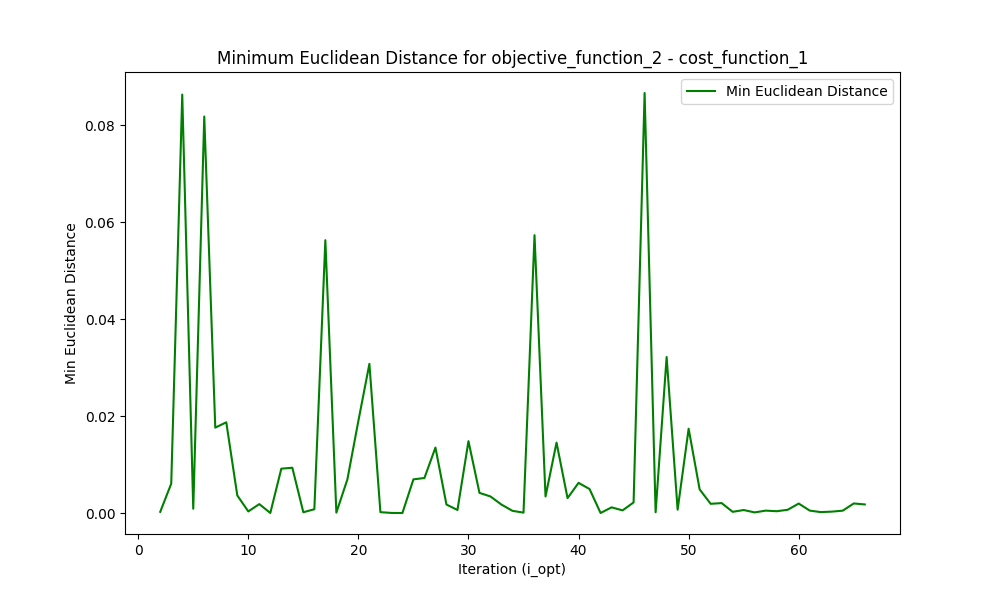 Minimum Euclidean Distance for objective_function_2 - cost_function_1
Min Euclidean Distance
Min Euclidean Distance
0.08
0.06
0.04
0.02
0.00
0 10 20 30 40 50 60
Iteration (i_opt)